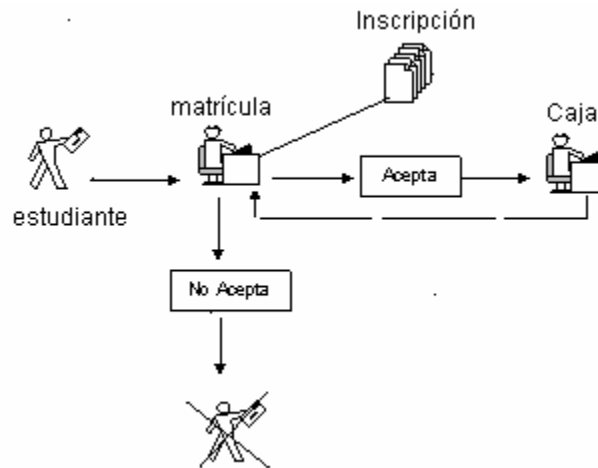 Inscripción
matrícula
Caja
Acepta
estudiante
No Acepta